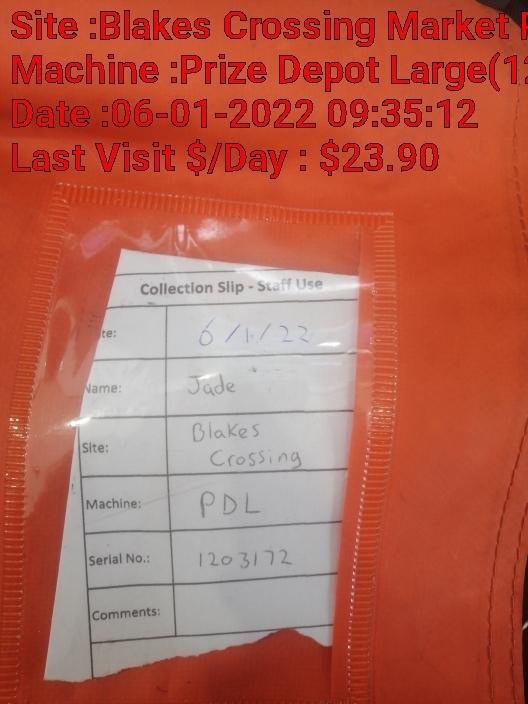 Site :Blakes Crossing Market
Machine :Prize Depot Large(12
Date :06-01-2022 09:35:12
Last Visit $/Day : $23.90
Collection Slip - Staff Use
te: 6/1/22
Name: Jade
Site: Blakes
Crossing
Machine: PDL
Serial No.: 1203172
Comments: